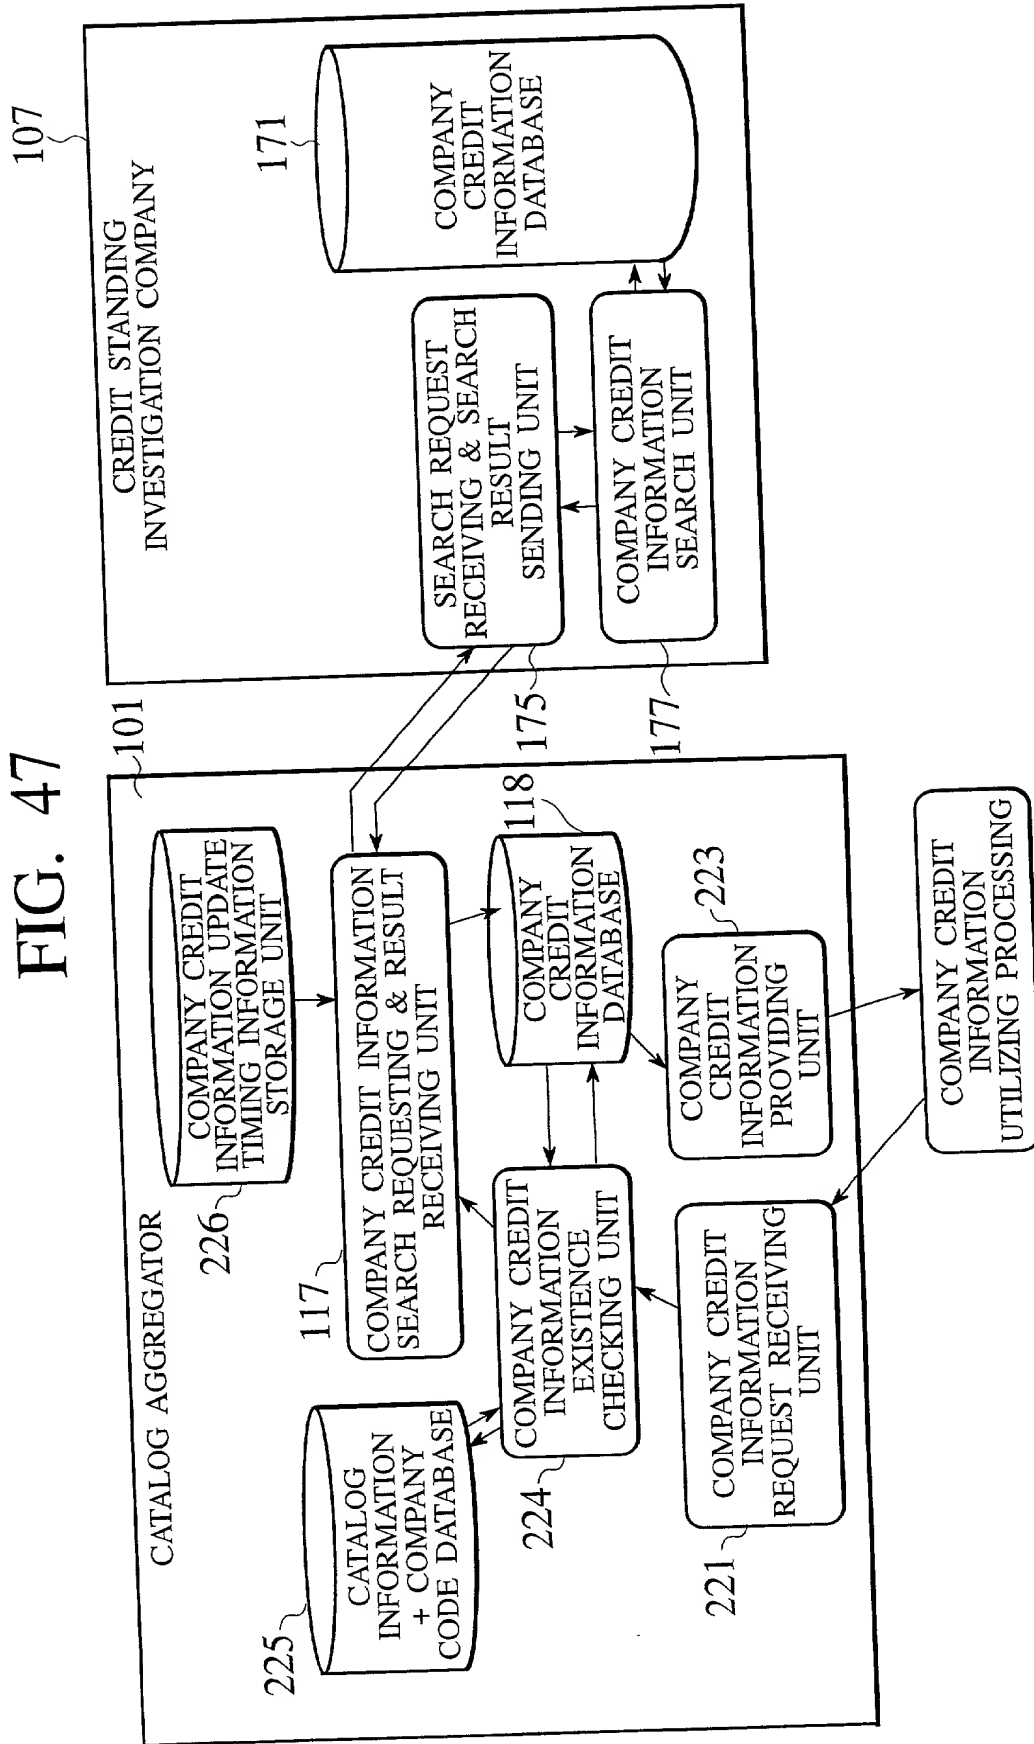 FIG. 47
CATALOG AGGREGATOR
101
225
CATALOG
INFORMATION
+ COMPANY
CODE DATABASE
226
COMPANY CREDIT
INFORMATION UPDATE
TIMING INFORMATION
STORAGE UNIT
117
COMPANY CREDIT INFORMATION
SEARCH REQUESTING & RESULT
RECEIVING UNIT
224
COMPANY CREDIT
INFORMATION
EXISTENCE
CHECKING UNIT
118
COMPANY
CREDIT
INFORMATION
DATABASE
221
COMPANY CREDIT
INFORMATION
REQUEST RECEIVING
UNIT
223
COMPANY
CREDIT
INFORMATION
PROVIDING
UNIT
COMPANY CREDIT
INFORMATION
UTILIZING PROCESSING
107
CREDIT STANDING
INVESTIGATION COMPANY
171
COMPANY
CREDIT
INFORMATION
DATABASE
SEARCH REQUEST
RECEIVING & SEARCH
RESULT
SENDING UNIT
175
COMPANY CREDIT
INFORMATION
SEARCH UNIT
177